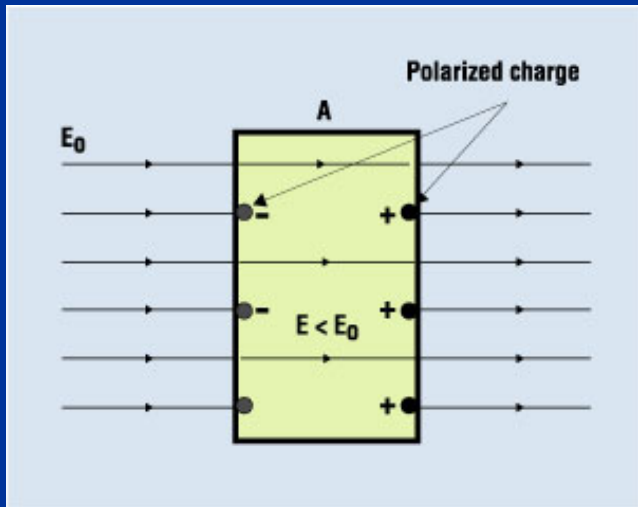 Polarized charge
A
E₀
- +
- +
E < E₀
+